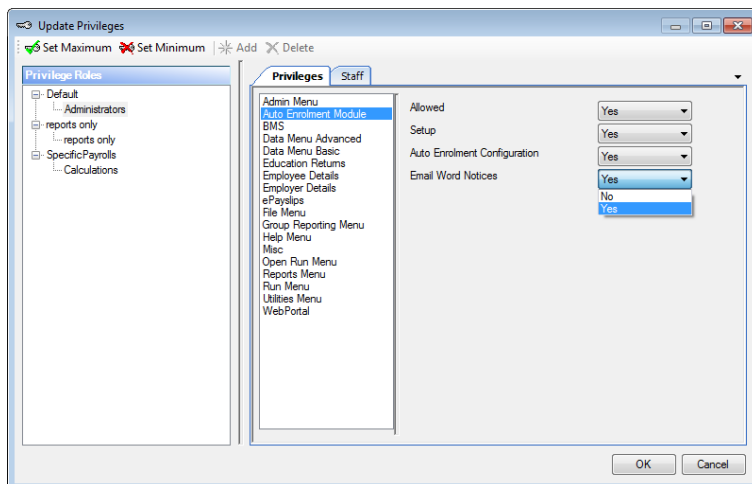 Update Privileges
Set Maximum Set Minimum Add Delete
Privilege Roles
Default
Administrators
reports only
reports only
SpecificPayrolls
Calculations
Privileges Staff
Admin Menu
Auto Enrolment Module
BMS
Data Menu Advanced
Data Menu Basic
Education Returns
Employee Details
Employer Details
ePayslips
File Menu
Group Reporting Menu
Help Menu
Misc
Open Run Menu
Reports Menu
Run Menu
Utilities Menu
WebPortal
Allowed Yes
Setup Yes
Auto Enrolment Configuration Yes
Email Word Notices Yes
No
Yes
OK Cancel